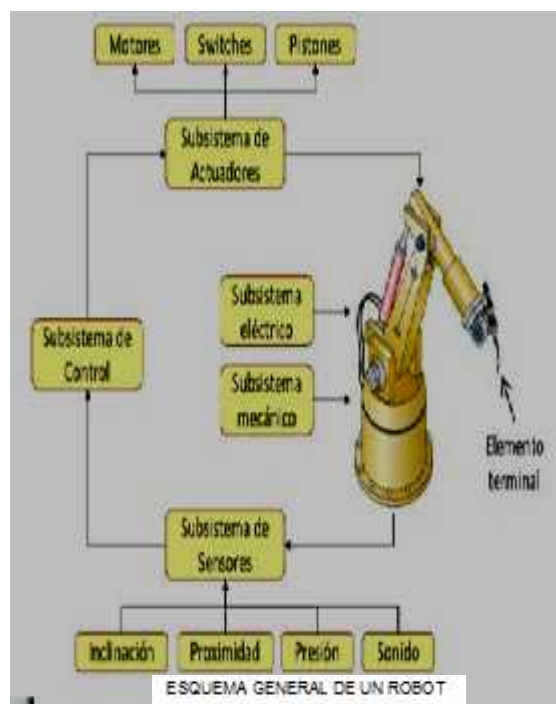 Motores
Switches
Pistones
Subsistema de
Actuadores
Subsistema
eléctrico
Subsistema de
Control
Subsistema
mecánico
Elemento
terminal
Subsistema de
Sensores
Inclinación
Proximidad
Presión
Sonido
ESQUEMA GENERAL DE UN ROBOT